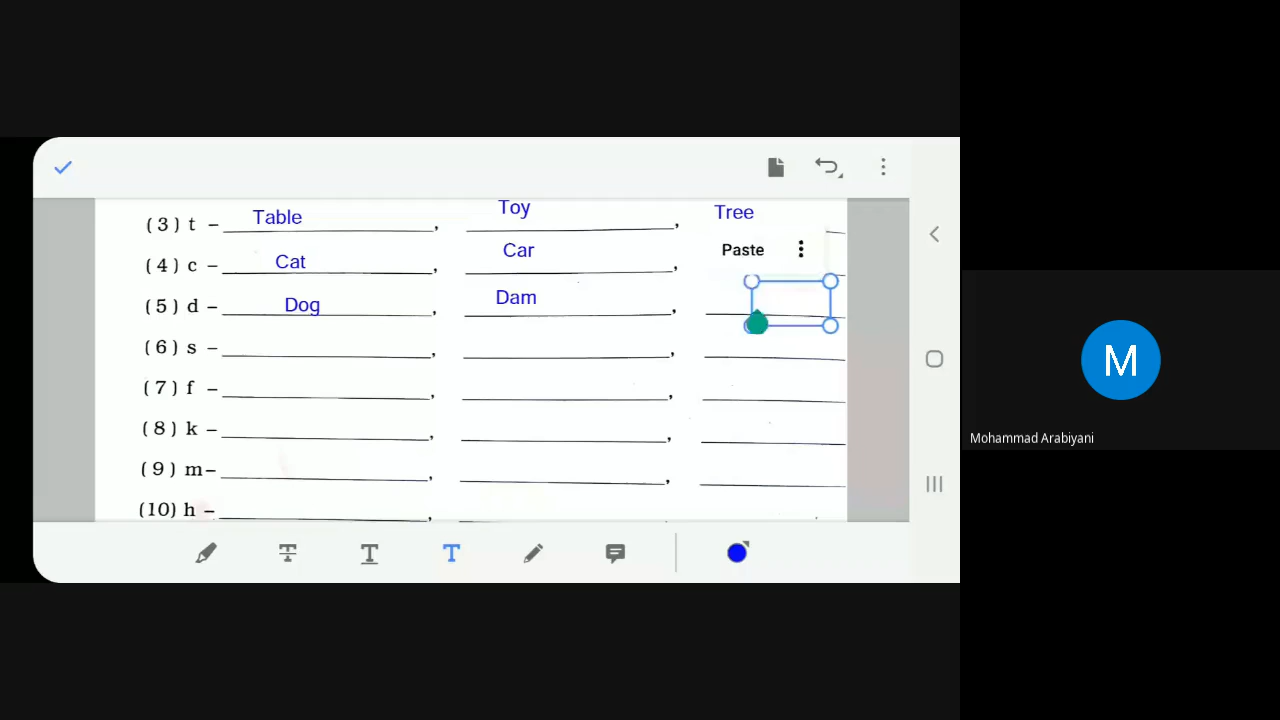 (3) t – Table, Toy, Tree
Paste
(4) c – Cat, Car,
(5) d – Dog, Dam,
(6) s – , ,
(7) f – , ,
(8) k – , ,
(9) m– , ,
(10) h – ,
T T T
M
Mohammad Arabiyani